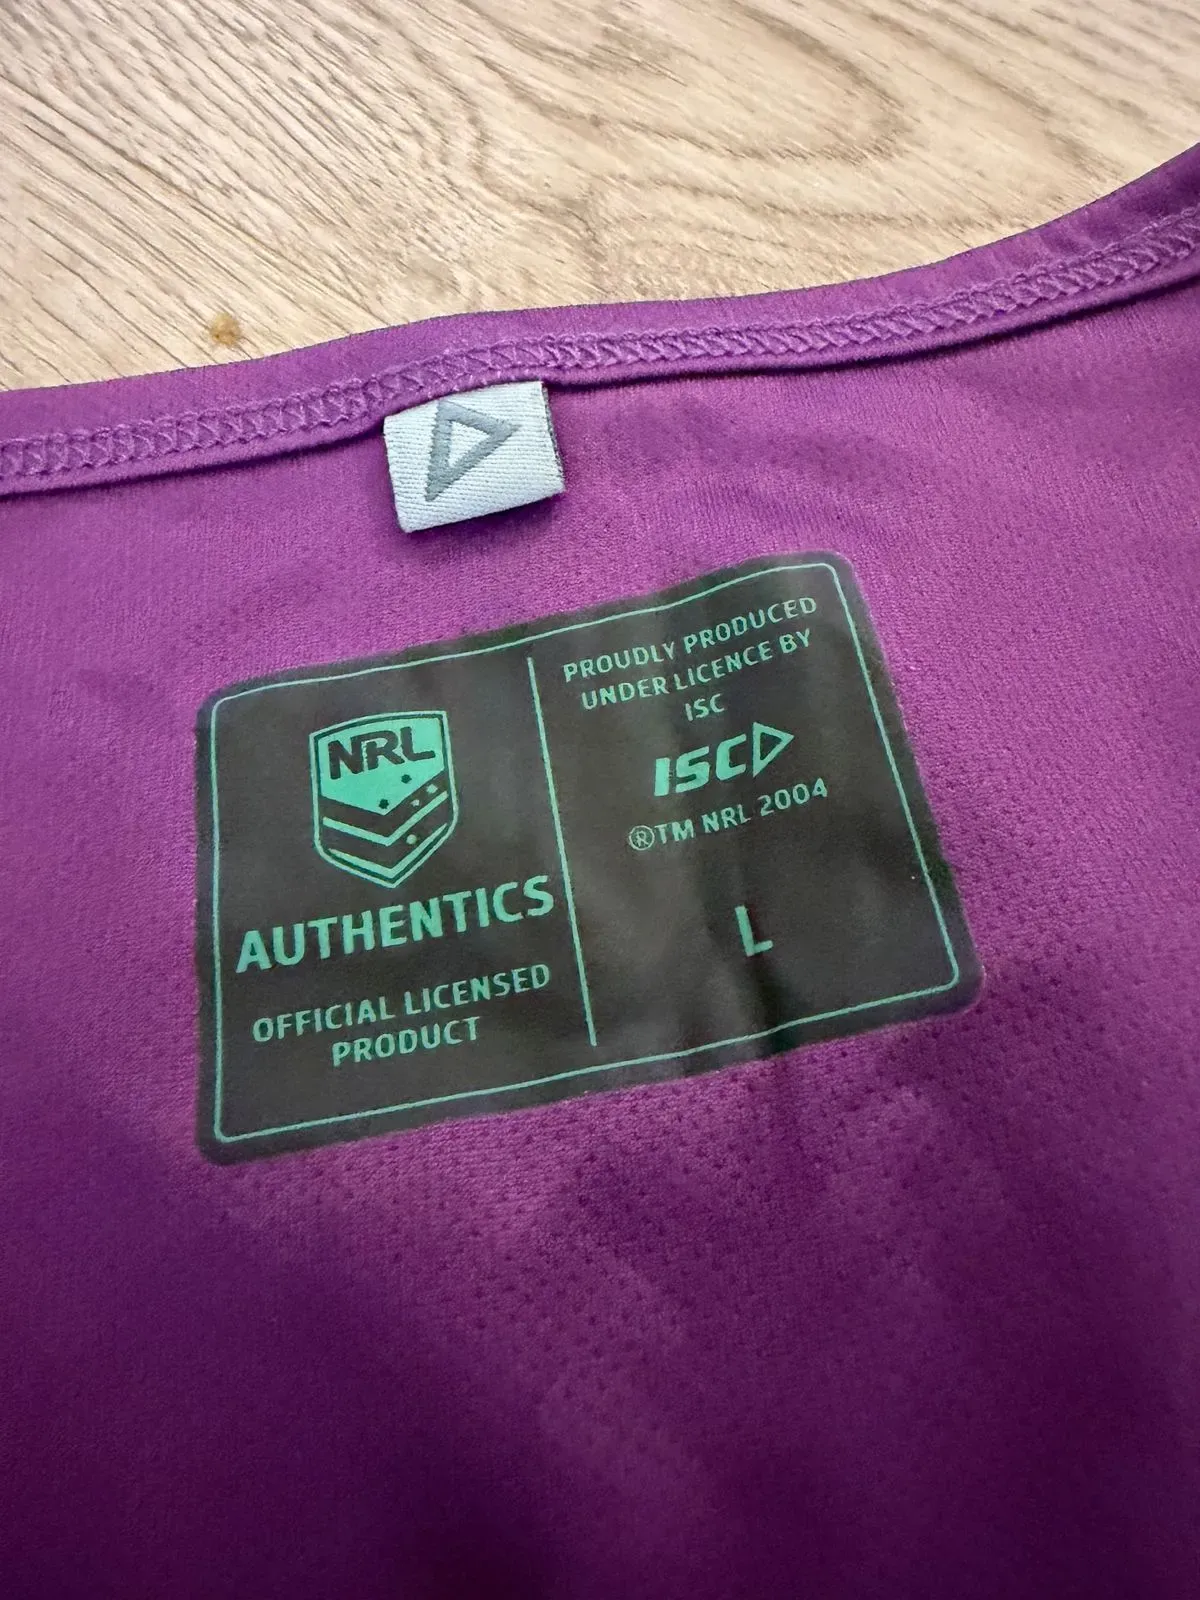 NRL
AUTHENTICS
OFFICIAL LICENSED
PRODUCT
PROUDLY PRODUCED
UNDER LICENCE BY
ISC
ISC
®TM NRL 2004
L